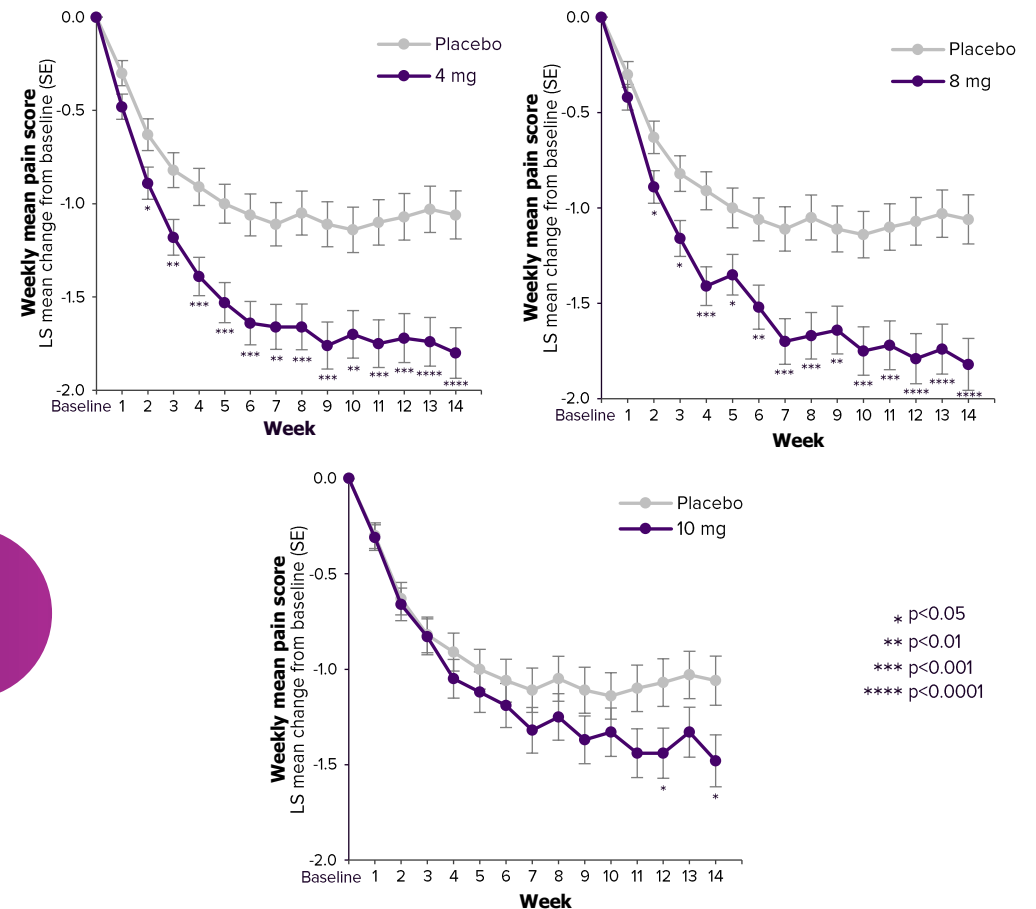 0.0
-0.5
-1.0
-1.5
-2.0
Weekly mean pain score
LS mean change from baseline (SE)
Placebo
4 mg
*
**
***
***
***
**
***
***
**
***
***
****
****
Baseline 1 2 3 4 5 6 7 8 9 10 11 12 13 14
Week
0.0
-0.5
-1.0
-1.5
-2.0
Weekly mean pain score
LS mean change from baseline (SE)
Placebo
8 mg
*
*
***
*
**
***
***
**
***
***
****
****
****
Baseline 1 2 3 4 5 6 7 8 9 10 11 12 13 14
Week
0.0
-0.5
-1.0
-1.5
-2.0
Weekly mean pain score
LS mean change from baseline (SE)
Placebo
10 mg
*
*
Baseline 1 2 3 4 5 6 7 8 9 10 11 12 13 14
Week
* p<0.05
** p<0.01
*** p<0.001
**** p<0.0001